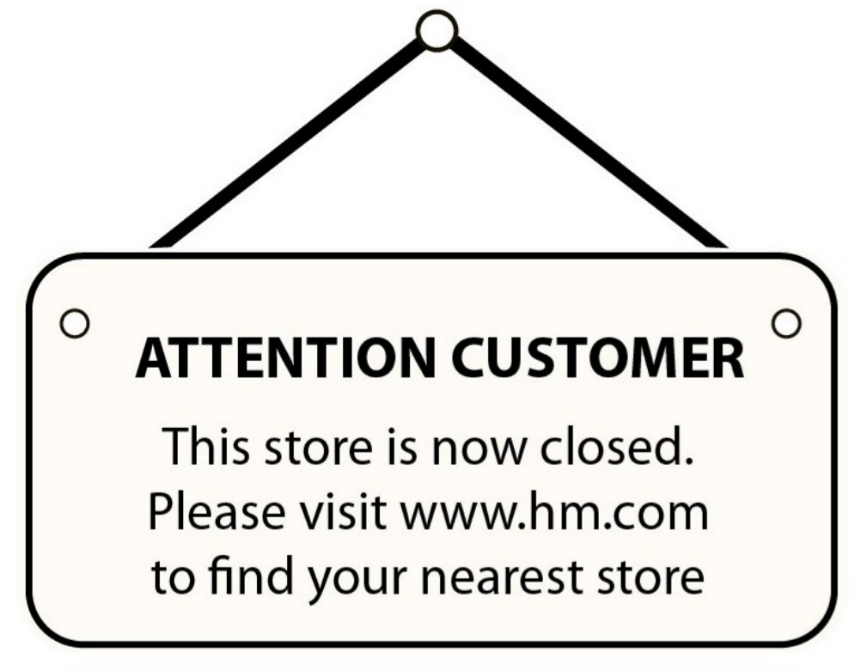 ATTENTION CUSTOMER
This store is now closed.
Please visit www.hm.com
to find your nearest store